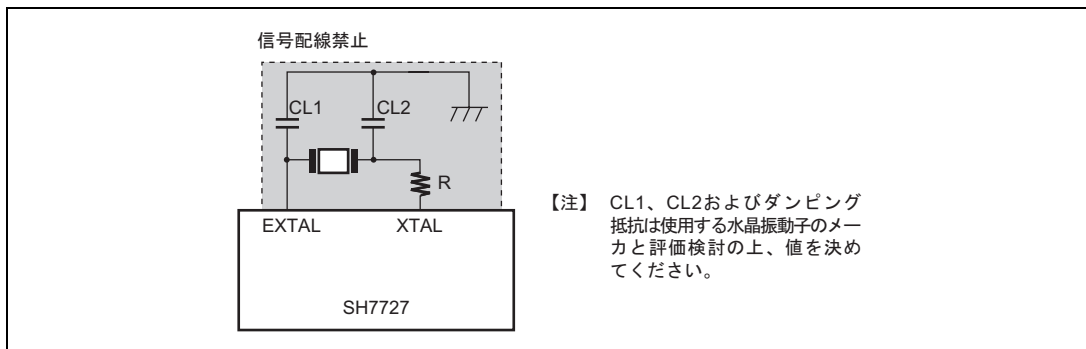 信号配線禁止
CL1
CL2
R
EXTAL
XTAL
SH7727
【注】 CL1、CL2およびダンピング
抵抗は使用する水晶振動子のメー
カと評価検討の上、値を決め
てください。